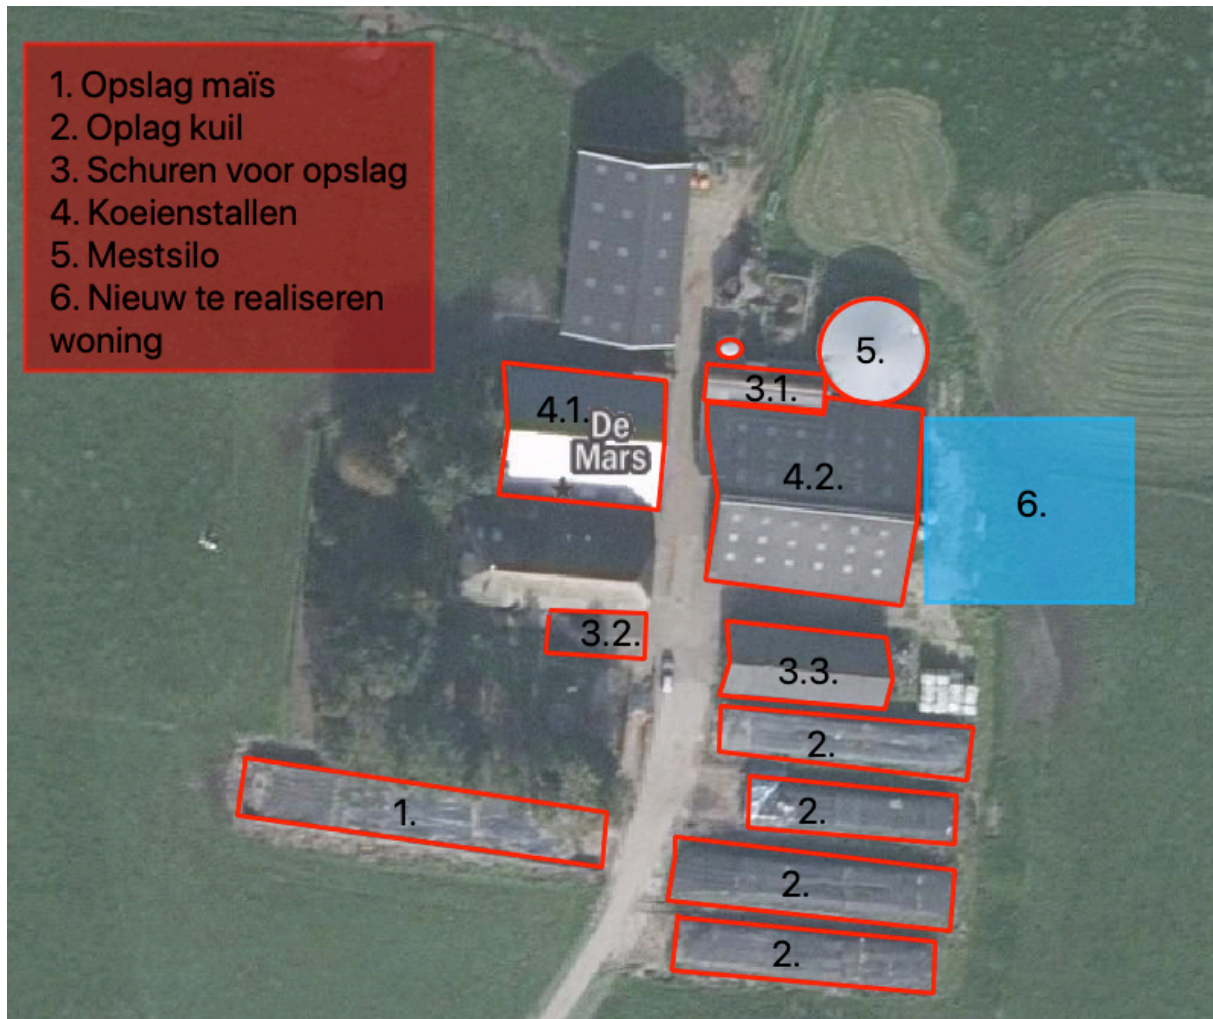 1. Opslag maïs
2. Oplag kuil
3. Schuren voor opslag
4. Koeienstallen
5. Mestsilo
6. Nieuw te realiseren
woning
5.
3.1.
4.1.
De
Mars
4.2.
6.
3.2.
3.3.
2.
1.
2.
2.
2.